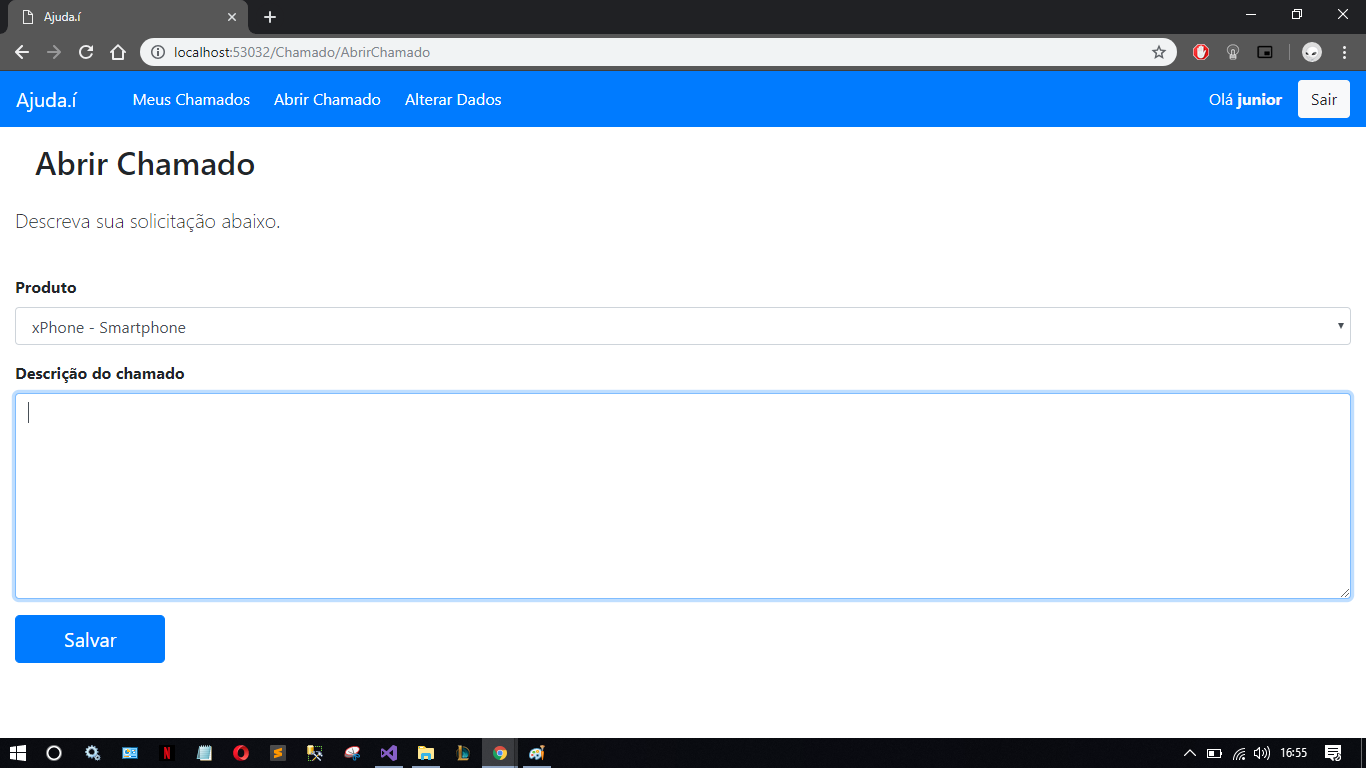 Ajuda.í
localhost:53032/Chamado/AbrirChamado
Ajuda.í Meus Chamados Abrir Chamado Alterar Dados Olá junior Sair
Abrir Chamado
Descreva sua solicitação abaixo.
Produto
xPhone - Smartphone
Descrição do chamado
Salvar
16:55